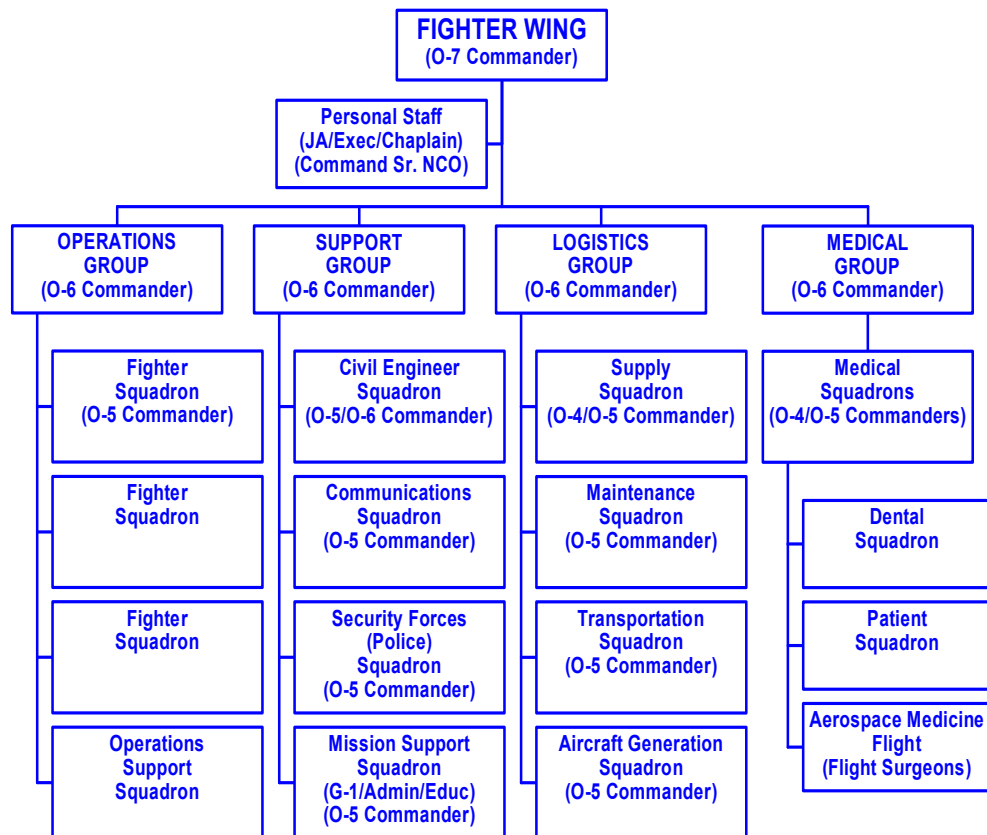 FIGHTER WING
(O-7 Commander)
Personal Staff
(JA/Exec/Chaplain)
(Command Sr. NCO)
OPERATIONS
GROUP
(O-6 Commander)
SUPPORT
GROUP
(O-6 Commander)
LOGISTICS
GROUP
(O-6 Commander)
MEDICAL
GROUP
(O-6 Commander)
Fighter
Squadron
(O-5 Commander)
Civil Engineer
Squadron
(O-5/O-6 Commander)
Supply
Squadron
(O-4/O-5 Commander)
Medical
Squadrons
(O-4/O-5 Commanders)
Fighter
Squadron
Communications
Squadron
(O-5 Commander)
Maintenance
Squadron
(O-5 Commander)
Dental
Squadron
Fighter
Squadron
Security Forces
(Police)
Squadron
(O-5 Commander)
Transportation
Squadron
(O-5 Commander)
Patient
Squadron
Operations
Support
Squadron
Mission Support
Squadron
(G-1/Admin/Educ)
(O-5 Commander)
Aircraft Generation
Squadron
(O-5 Commander)
Aerospace Medicine
Flight
(Flight Surgeons)